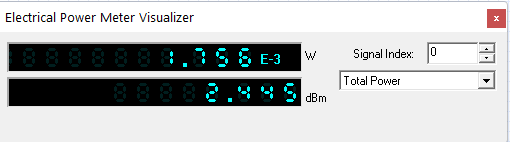 Electrical Power Meter Visualizer x
1.756 E-3 W
Signal Index: 0
2.445 dBm
Total Power